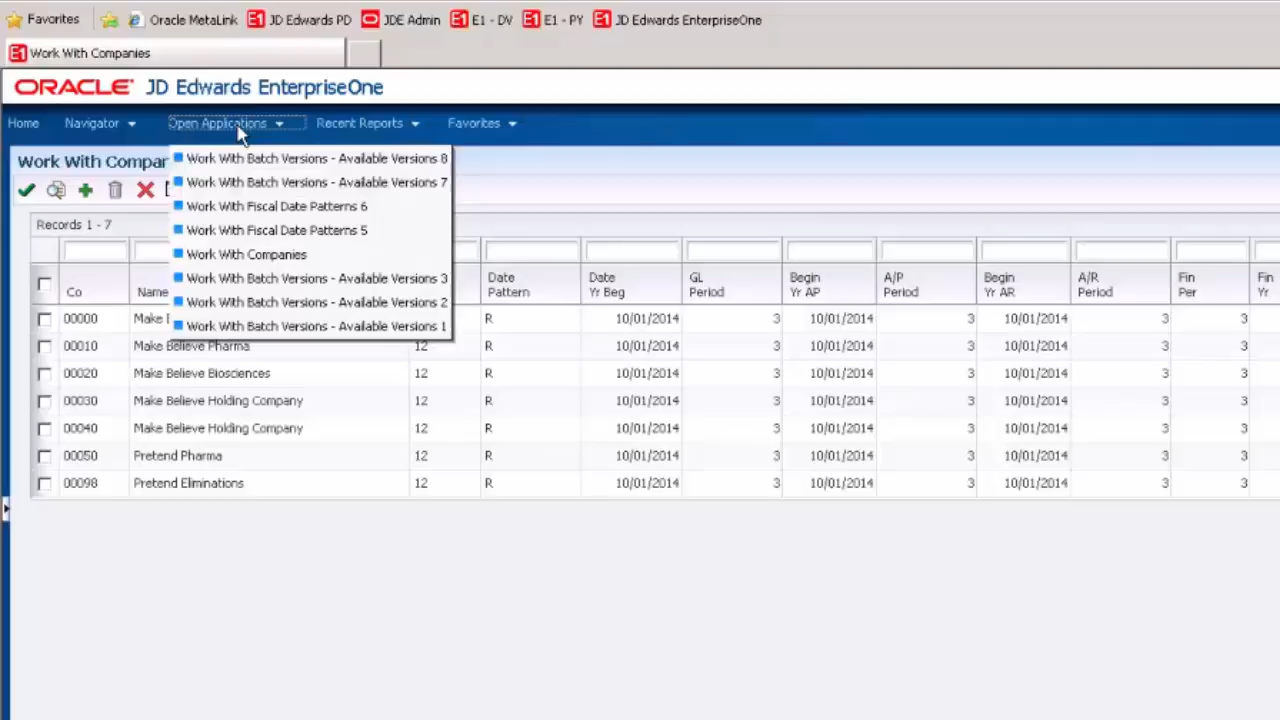 Favorites Oracle MetaLink JD Edwards PD JDE Admin E1 - DV E1 - PY JD Edwards EnterpriseOne
Work With Companies
ORACLE JD Edwards EnterpriseOne
Home Navigator Open Applications Recent Reports Favorites
Work With Compa
Work With Batch Versions - Available Versions 8
Work With Batch Versions - Available Versions 7
Work With Fiscal Date Patterns 6
Work With Fiscal Date Patterns 5
Work With Companies
Work With Batch Versions - Available Versions 3
Work With Batch Versions - Available Versions 2
Work With Batch Versions - Available Versions 1
Records 1 - 7
Co Name Date Pattern Date Yr Beg GL Period Begin Yr AP A/P Period Begin Yr AR A/R Period Fin Per Fin Yr
00000 Make R 10/01/2014 3 10/01/2014 3 10/01/2014 3 3
00010 Make Believe Pharma 12 R 10/01/2014 3 10/01/2014 3 10/01/2014 3 3
00020 Make Believe Biosciences 12 R 10/01/2014 3 10/01/2014 3 10/01/2014 3 3
00030 Make Believe Holding Company 12 R 10/01/2014 3 10/01/2014 3 10/01/2014 3 3
00040 Make Believe Holding Company 12 R 10/01/2014 3 10/01/2014 3 10/01/2014 3 3
00050 Pretend Pharma 12 R 10/01/2014 3 10/01/2014 3 10/01/2014 3 3
00098 Pretend Eliminations 12 R 10/01/2014 3 10/01/2014 3 10/01/2014 3 3